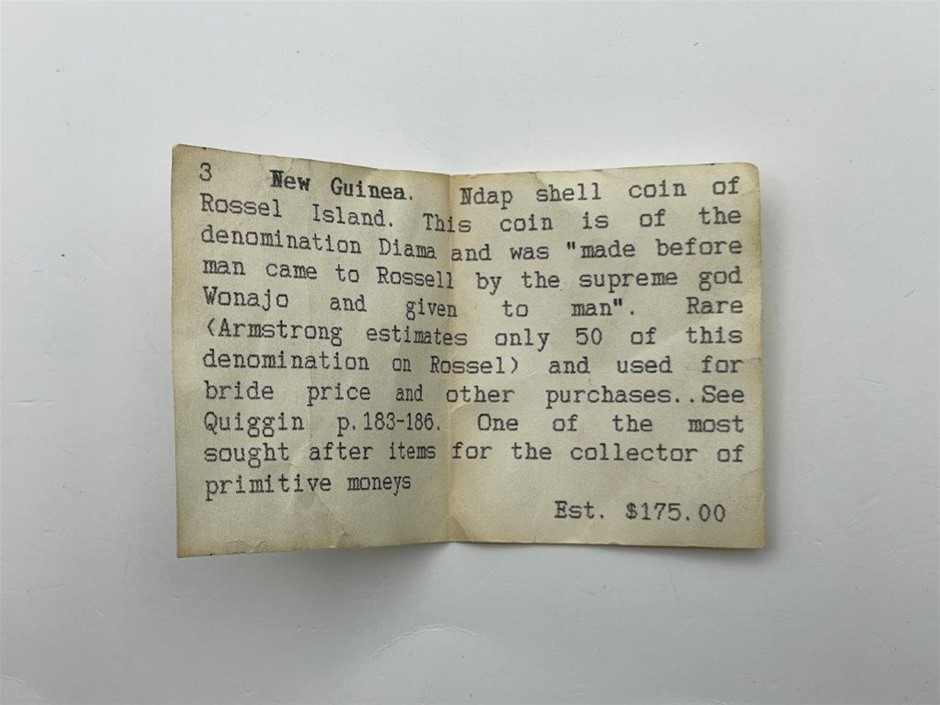 3 New Guinea. Ndap shell coin of
Rossel Island. This coin is of the
denomination Diama and was "made before
man came to Rossell by the supreme god
Wonajo and given to man". Rare
(Armstrong estimates only 50 of this
denomination on Rossel) and used for
bride price and other purchases..See
Quiggin p.183-186. One of the most
sought after items for the collector of
primitive moneys
Est. $175.00